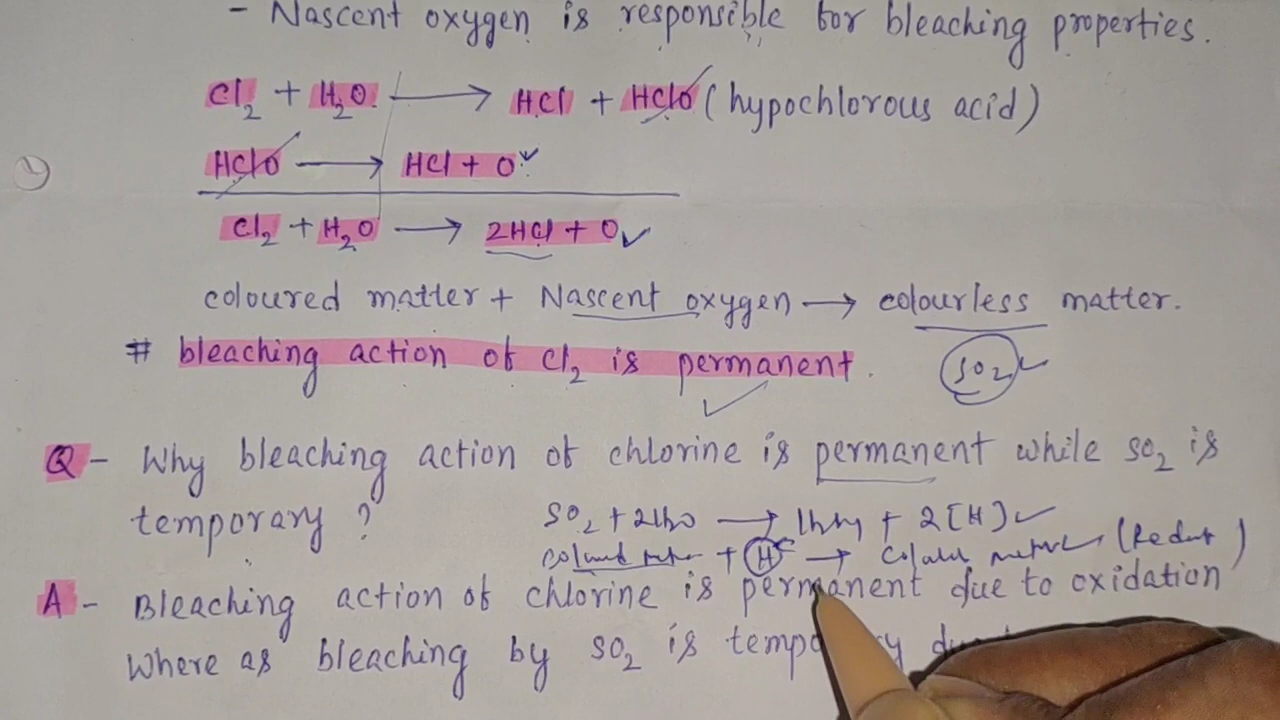 - Nascent oxygen is responsible for bleaching properties.
Cl₂ + H₂O ⟶ HCl + HClO (hypochlorous acid)
HClO ⟶ HCl + O
Cl₂ + H₂O ⟶ 2HCl + O
coloured matter + Nascent oxygen ⟶ colourless matter.
# bleaching action of Cl₂ is permanent.
SO₂
Q - Why bleaching action of chlorine is permanent while SO₂ is
temporary ?
SO₂ + 2H₂O ⟶ + 2[H]
+ H ⟶
A - Bleaching action of chlorine is permanent due to oxidation
Where as bleaching by SO₂ is